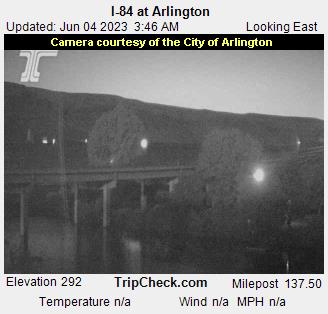 I-84 at Arlington
Updated: Jun 04 2023 3:46 AM Looking East
Camera courtesy of the City of Arlington
Elevation 292 TripCheck.com Milepost 137.50
Temperature n/a Wind n/a MPH n/a